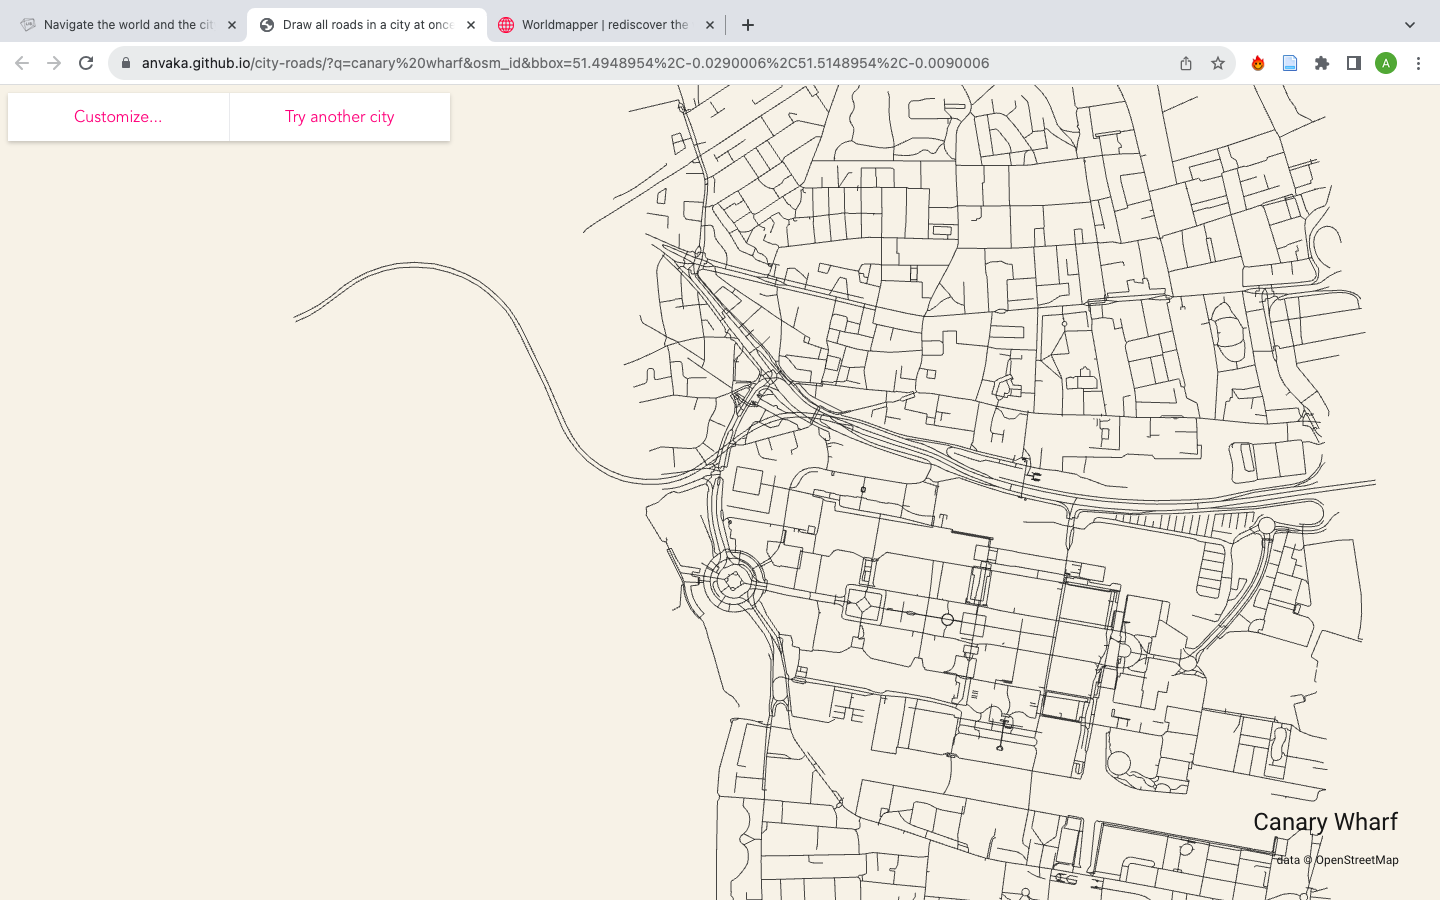 Navigate the world and the cit
Draw all roads in a city at once
Worldmapper | rediscover the
anvaka.github.io/city-roads/?q=canary%20wharf&osm_id&bbox=51.4948954%2C-0.0290006%2C51.5148954%2C-0.0090006
A
Customize...
Try another city
Canary Wharf
data © OpenStreetMap